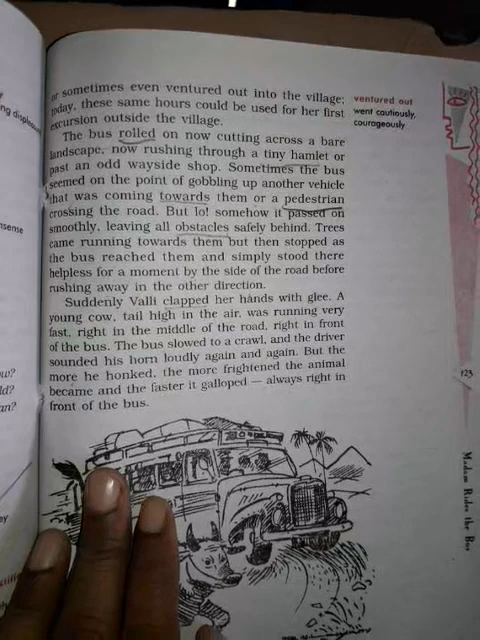 or sometimes even ventured out into the village;
today, these same hours could be used for her first
excursion outside the village.
The bus rolled on now cutting across a bare
landscape, now rushing through a tiny hamlet or
past an odd wayside shop. Sometimes the bus
seemed on the point of gobbling up another vehicle
that was coming towards them or a pedestrian
crossing the road. But lo! somehow it passed on
smoothly, leaving all obstacles safely behind. Trees
came running towards them but then stopped as
the bus reached them and simply stood there
helpless for a moment by the side of the road before
rushing away in the other direction.
Suddenly Valli clapped her hands with glee. A
young cow, tail high in the air, was running very
fast, right in the middle of the road, right in front
of the bus. The bus slowed to a crawl, and the driver
sounded his horn loudly again and again. But the
more he honked, the more frightened the animal
became and the faster it galloped — always right in
front of the bus.
ventured out
went cautiously,
courageously
123
Madam Rides the Bus